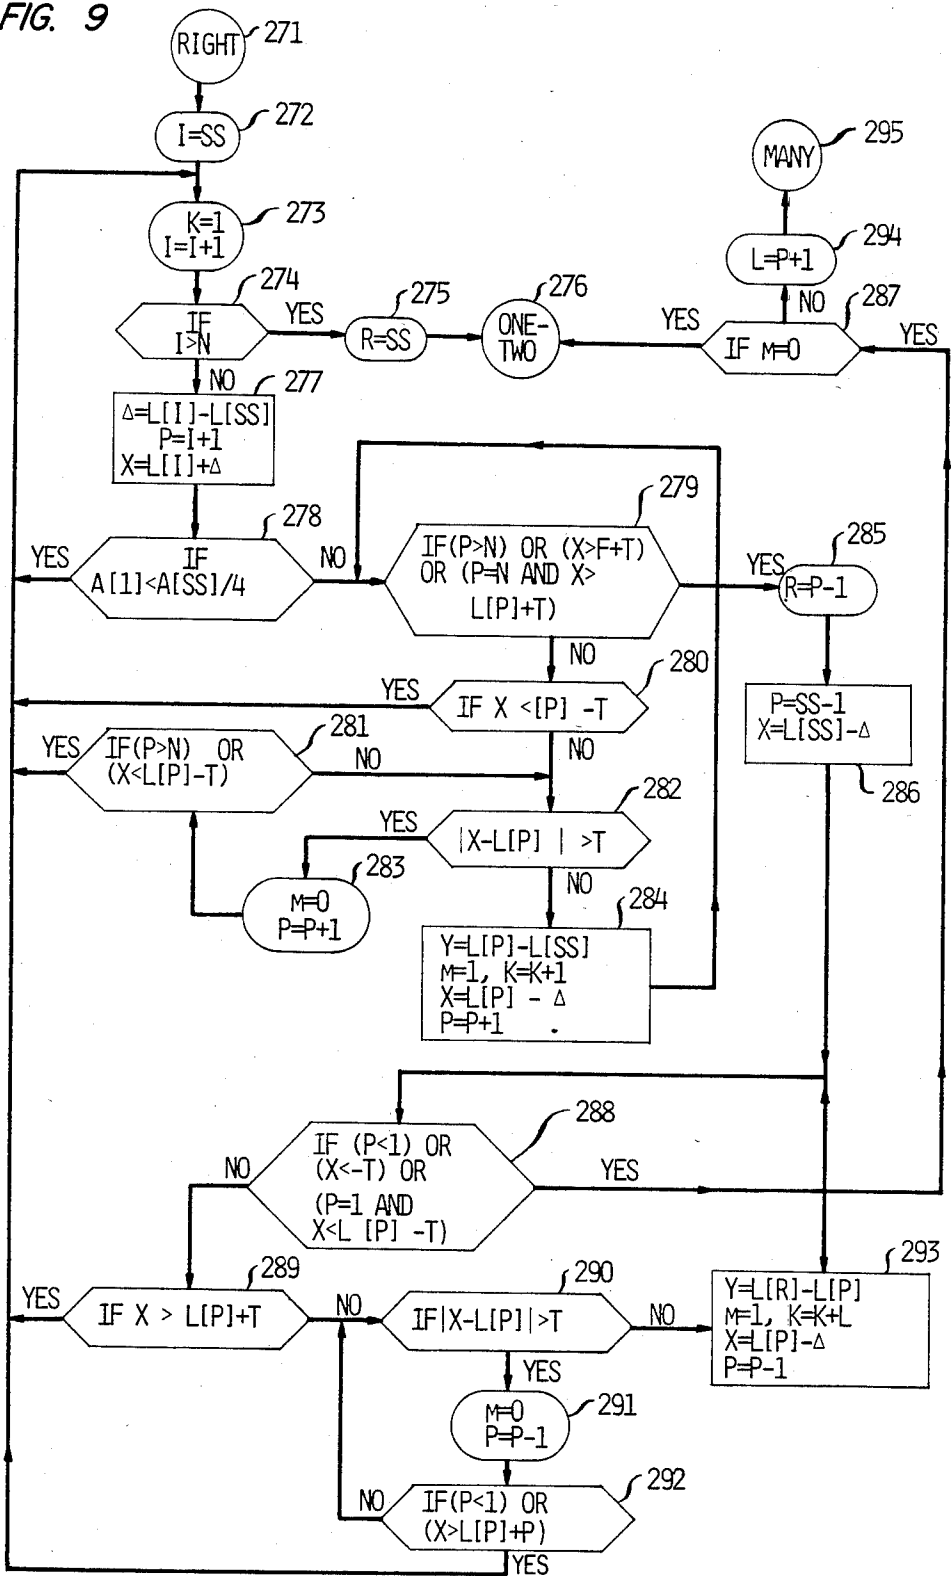 FIG. 9
RIGHT
271
I=SS
272
K=1
I=I+1
273
274
IF
I>N
YES
NO
275
R=SS
276
ONE-
TWO
MANY
295
L=P+1
294
NO
287
IF M=0
YES
YES
277
Δ=L[I]-L[SS]
P=I+1
X=L[I]+Δ
278
IF
A[1]<A[SS]/4
YES
NO
279
IF(P>N) OR (X>F+T)
OR (P=N AND X>
L[P]+T)
YES
NO
285
R=P-1
280
IF X <[P] -T
YES
NO
P=SS-1
X=L[SS]-Δ
286
281
IF(P>N) OR
(X<L[P]-T)
YES
NO
282
|X-L[P] | >T
YES
NO
283
M=0
P=P+1
284
Y=L[P]-L[SS]
M=1, K=K+1
X=L[P] - Δ
P=P+1
288
IF (P<1) OR
(X<-T) OR
(P=1 AND
X<L [P] -T)
NO
YES
289
IF X > L[P]+T
YES
NO
290
IF|X-L[P]|>T
NO
YES
293
Y=L[R]-L[P]
M=1, K=K+L
X=L[P]-Δ
P=P-1
291
M=0
P=P-1
292
IF(P<1) OR
(X>L[P]+P)
NO
YES